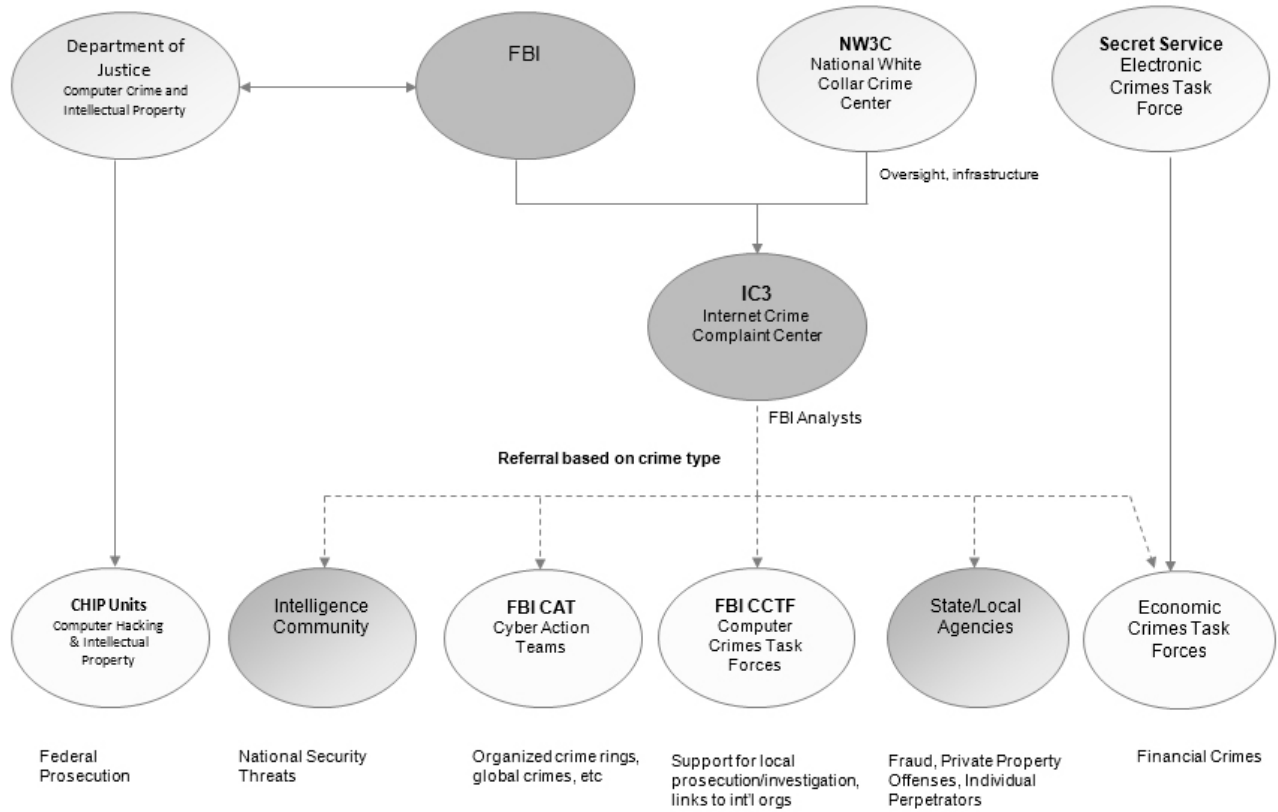 Department of
Justice
Computer Crime and
Intellectual Property
FBI
NW3C
National White
Collar Crime
Center
Secret Service
Electronic
Crimes Task
Force
Oversight, infrastructure
IC3
Internet Crime
Complaint Center
FBI Analysts
Referral based on crime type
CHIP Units
Computer Hacking
& Intellectual
Property
Intelligence
Community
FBI CAT
Cyber Action
Teams
FBI CCTF
Computer
Crimes Task
Forces
State/Local
Agencies
Economic
Crimes Task
Forces
Federal
Prosecution
National Security
Threats
Organized crime rings,
global crimes, etc
Support for local
prosecution/investigation,
links to int'l orgs
Fraud, Private Property
Offenses, Individual
Perpetrators
Financial Crimes